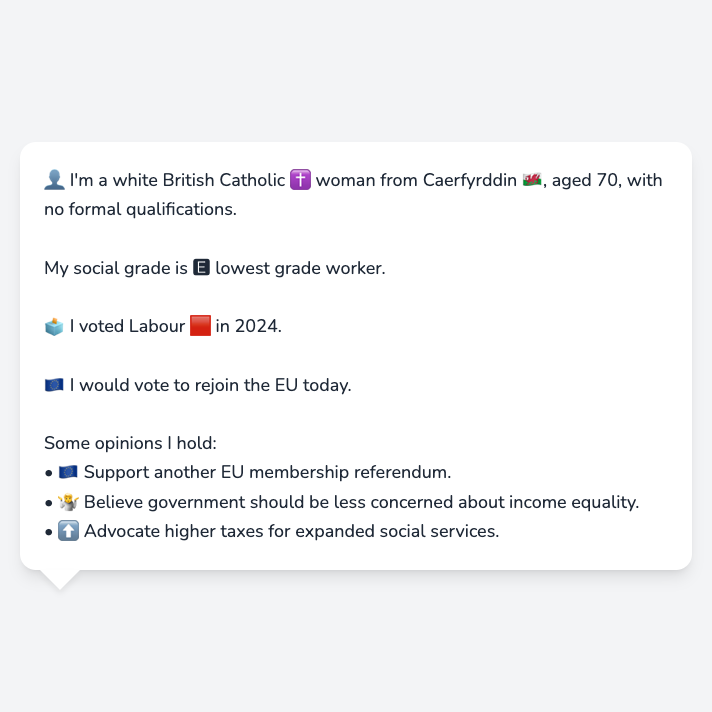 👤 I'm a white British Catholic ✝️ woman from Caerfyrddin 🏴󠁧󠁢󠁷󠁬󠁳󠁿, aged 70, with
no formal qualifications.
My social grade is 🅴 lowest grade worker.
🗳️ I voted Labour 🟥 in 2024.
🇪🇺 I would vote to rejoin the EU today.
Some opinions I hold:
• 🇪🇺 Support another EU membership referendum.
• 🤷 Believe government should be less concerned about income equality.
• ⬆️ Advocate higher taxes for expanded social services.